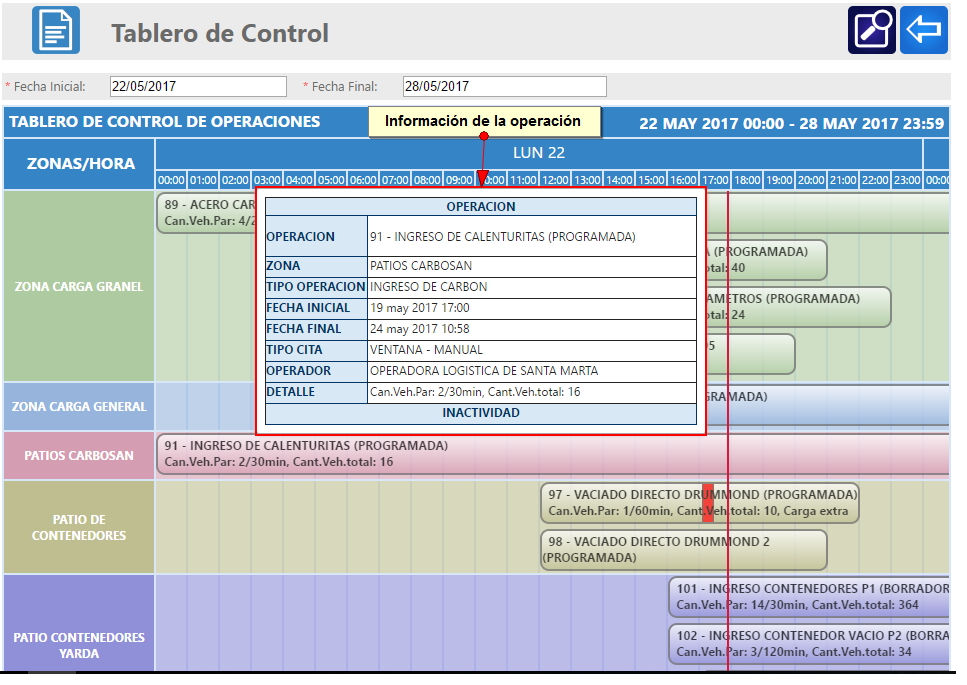 Tablero de Control
* Fecha Inicial: 22/05/2017 * Fecha Final: 28/05/2017
TABLERO DE CONTROL DE OPERACIONES
Información de la operación
22 MAY 2017 00:00 - 28 MAY 2017 23:59
ZONAS/HORA
LUN 22
00:00 01:00 02:00 03:00 04:00 05:00 06:00 07:00 08:00 09:00 11:00 12:00 13:00 14:00 15:00 16:00 17:00 18:00 19:00 20:00 21:00 22:00 23:00
ZONA CARGA GRANEL
89 - ACERO
Can.Veh.Par:
(PROGRAMADA)
40
(PROGRAMADA)
24
OPERACION
OPERACION 91 - INGRESO DE CALENTURITAS (PROGRAMADA)
ZONA PATIOS CARBOSAN
TIPO OPERACION INGRESO DE CARBON
FECHA INICIAL 19 may 2017 17:00
FECHA FINAL 24 may 2017 10:58
TIPO CITA VENTANA - MANUAL
OPERADOR OPERADORA LOGISTICA DE SANTA MARTA
DETALLE Can.Veh.Par: 2/30min, Cant.Veh.total: 16
INACTIVIDAD
ZONA CARGA GENERAL
PATIOS CARBOSAN
91 - INGRESO DE CALENTURITAS (PROGRAMADA)
Can.Veh.Par: 2/30min, Cant.Veh.total: 16
PATIO DE
CONTENEDORES
97 - VACIADO DIRECTO DRUMMOND (PROGRAMADA)
Can.Veh.Par: 1/60min, Cant.Veh.total: 10, Carga extra
98 - VACIADO DIRECTO DRUMMOND 2
(PROGRAMADA)
PATIO CONTENEDORES
YARDA
101 - INGRESO CONTENEDORES P1 (BORRADOR
Can.Veh.Par: 14/30min, Cant.Veh.total: 364
102 - INGRESO CONTENEDOR VACIO P2 (BORRA
Can.Veh.Par: 3/120min, Cant.Veh.total: 34